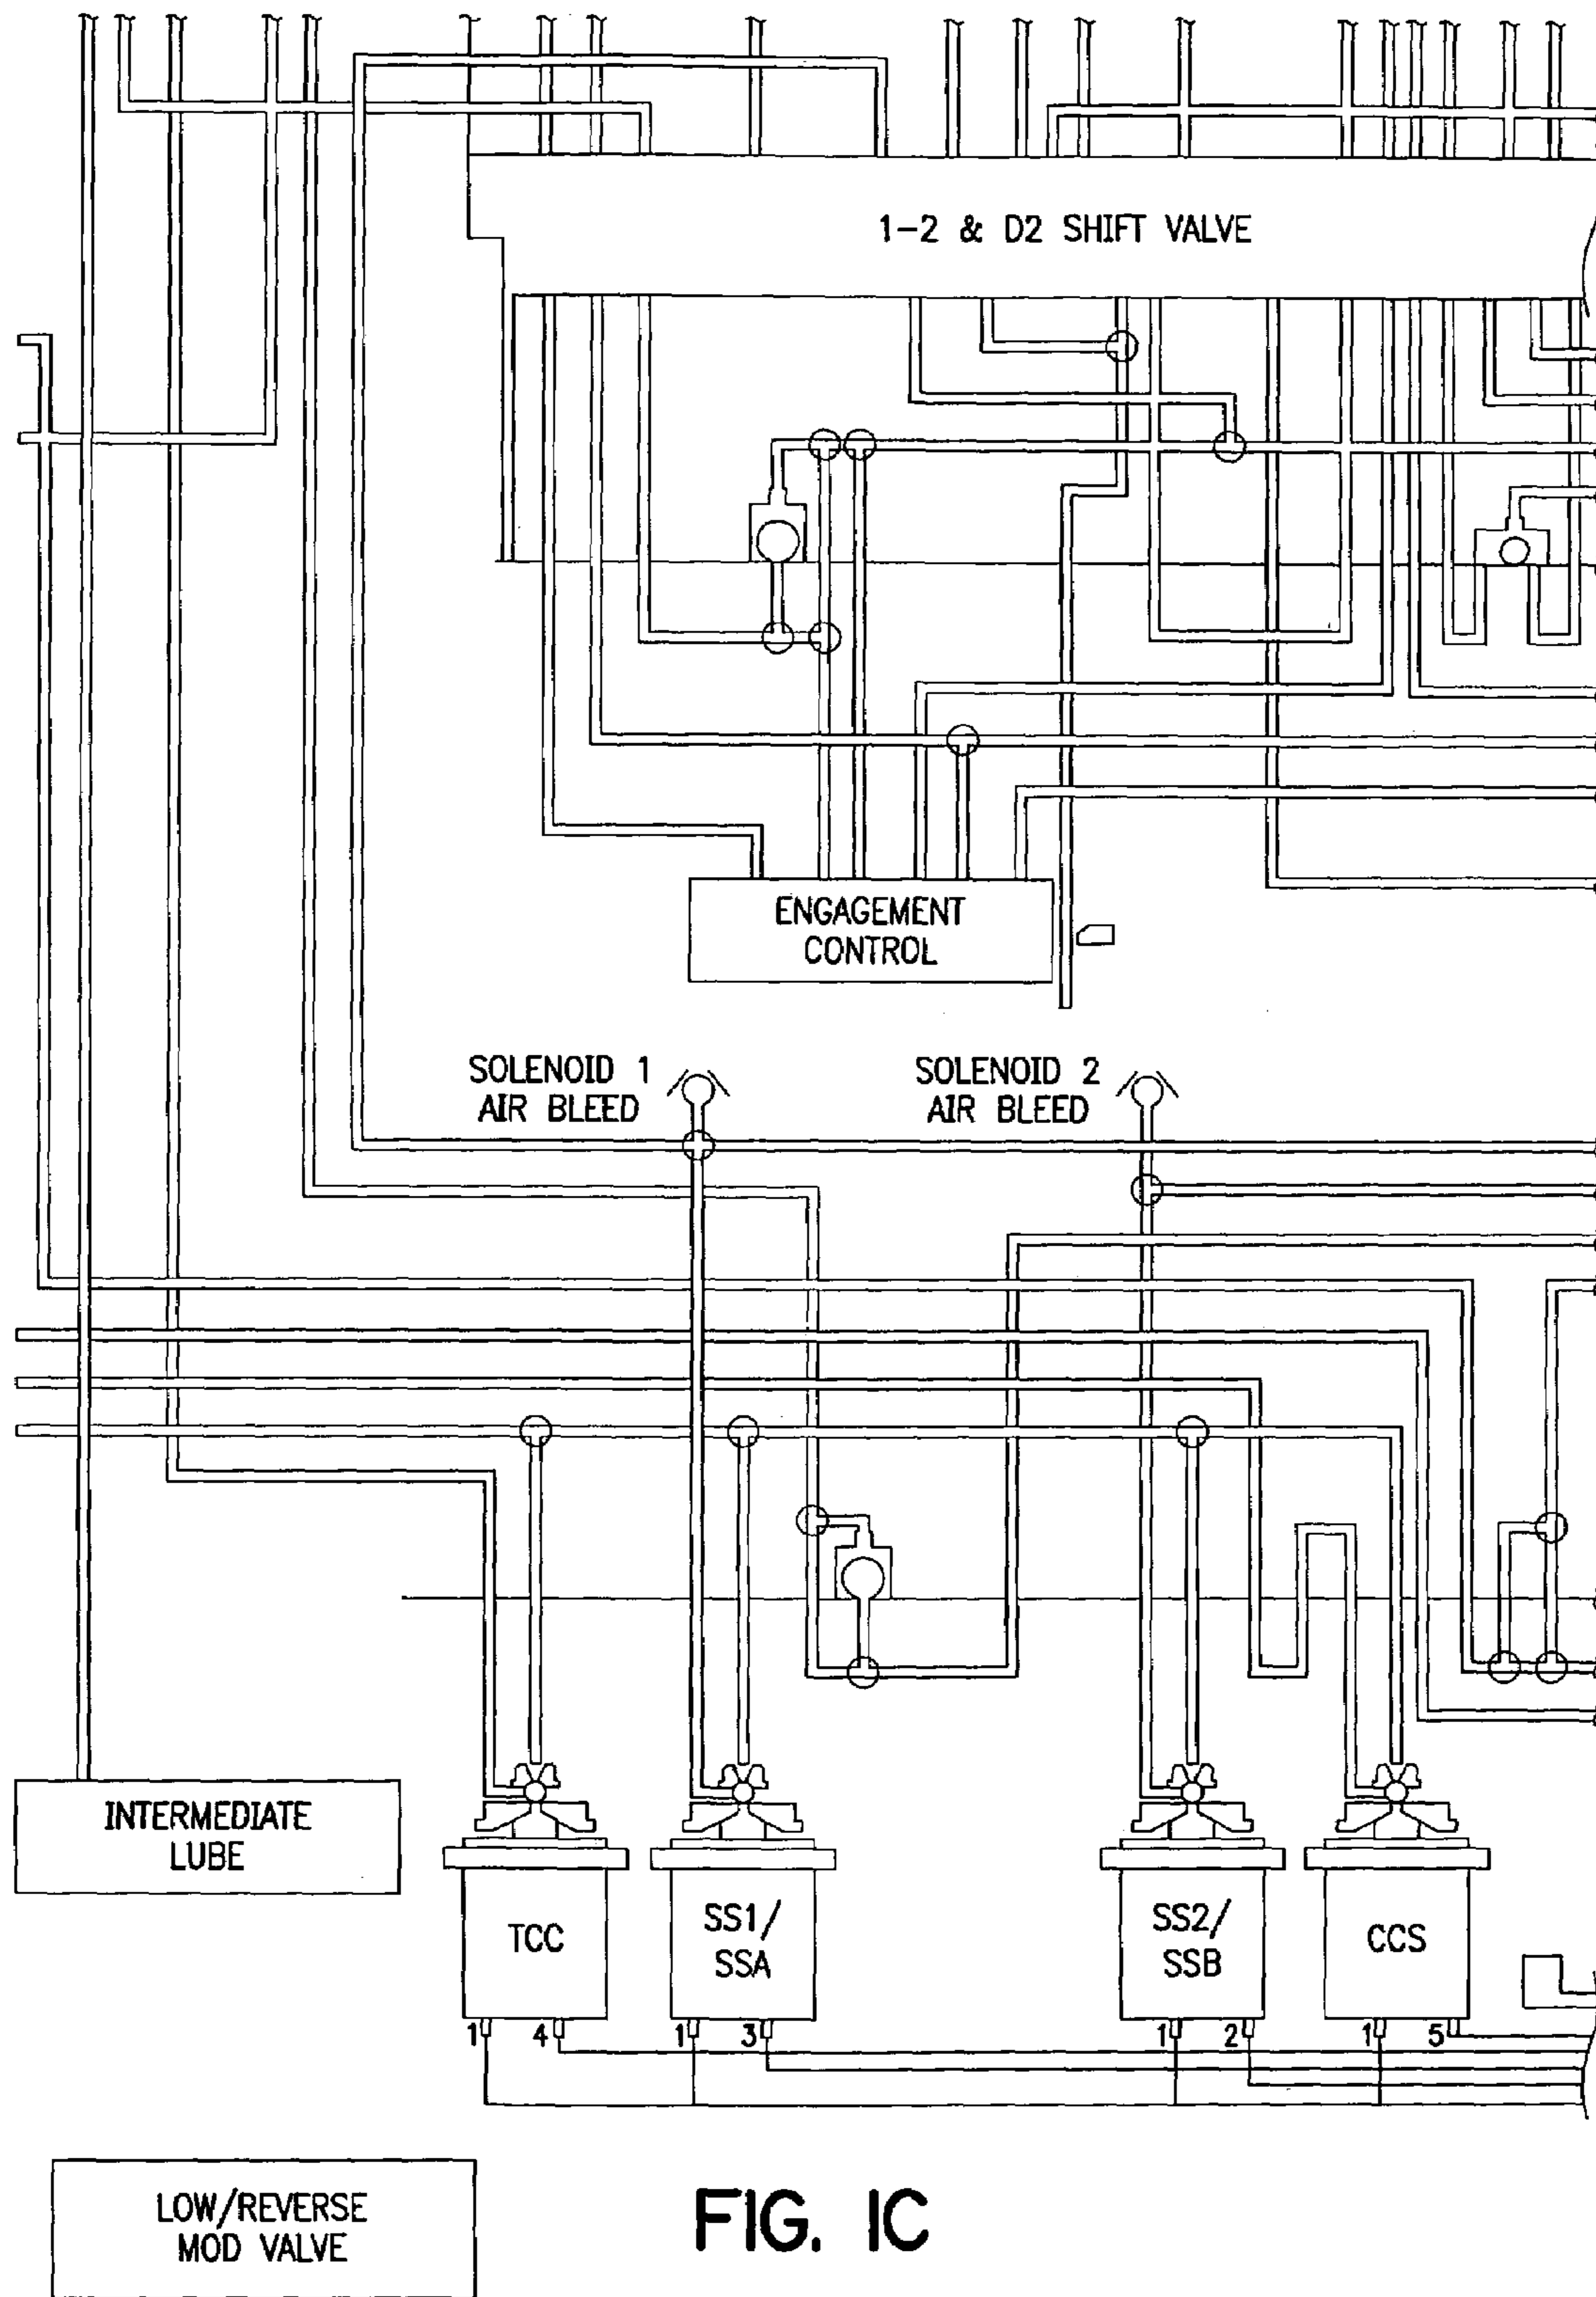 1-2 & D2 SHIFT VALVE
ENGAGEMENT
CONTROL
SOLENOID 1
AIR BLEED
SOLENOID 2
AIR BLEED
INTERMEDIATE
LUBE
TCC
SS1/
SSA
SS2/
SSB
CCS
1 4 1 3 1 2 1 5
LOW/REVERSE
MOD VALVE
FIG. 1C